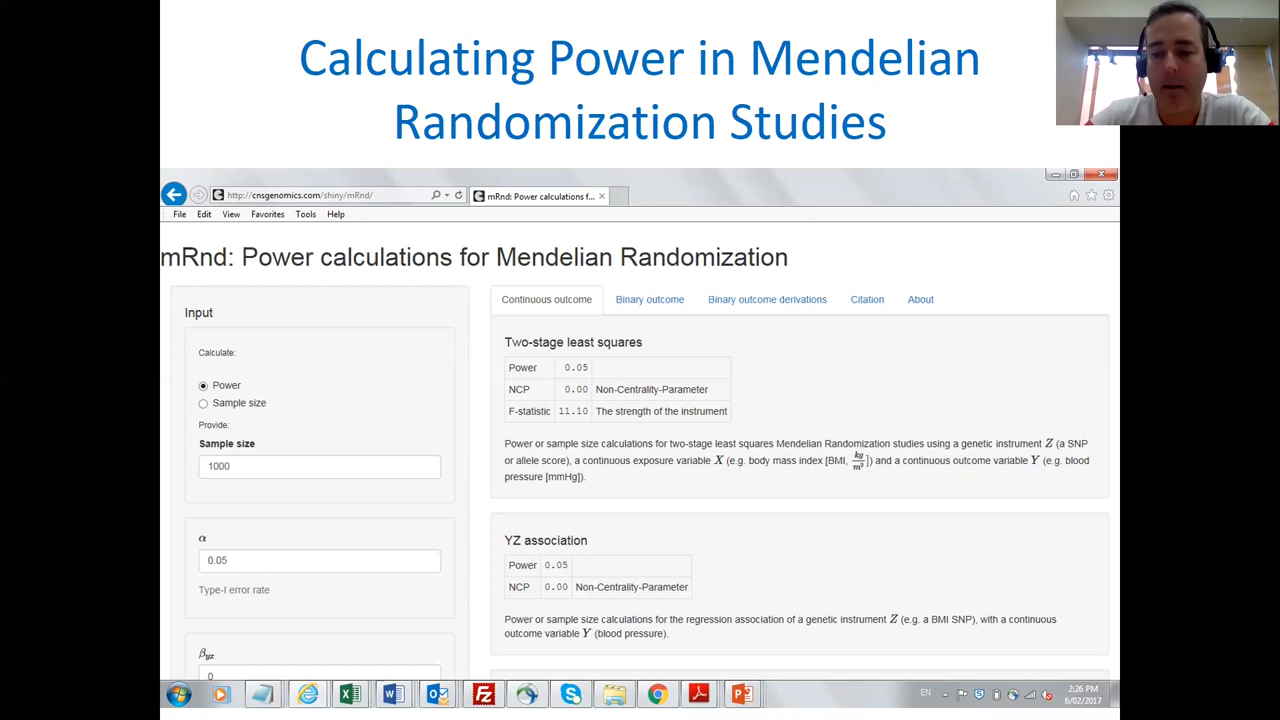 Calculating Power in Mendelian
Randomization Studies
http://cnsgenomics.com/shiny/mRnd/
mRnd: Power calculations f...
File Edit View Favorites Tools Help
mRnd: Power calculations for Mendelian Randomization
Input
Calculate:
Power
Sample size
Provide:
Sample size
1000
α
0.05
Type-I error rate
βyz
0
Continuous outcome Binary outcome Binary outcome derivations Citation About
Two-stage least squares
Power 0.05
NCP 0.00 Non-Centrality-Parameter
F-statistic 11.10 The strength of the instrument
Power or sample size calculations for two-stage least squares Mendelian Randomization studies using a genetic instrument Z (a SNP
or allele score), a continuous exposure variable X (e.g. body mass index [BMI, kg/m²]) and a continuous outcome variable Y (e.g. blood
pressure [mmHg]).
YZ association
Power 0.05
NCP 0.00 Non-Centrality-Parameter
Power or sample size calculations for the regression association of a genetic instrument Z (e.g. a BMI SNP), with a continuous
outcome variable Y (blood pressure).
EN
2:26 PM
6/02/2017